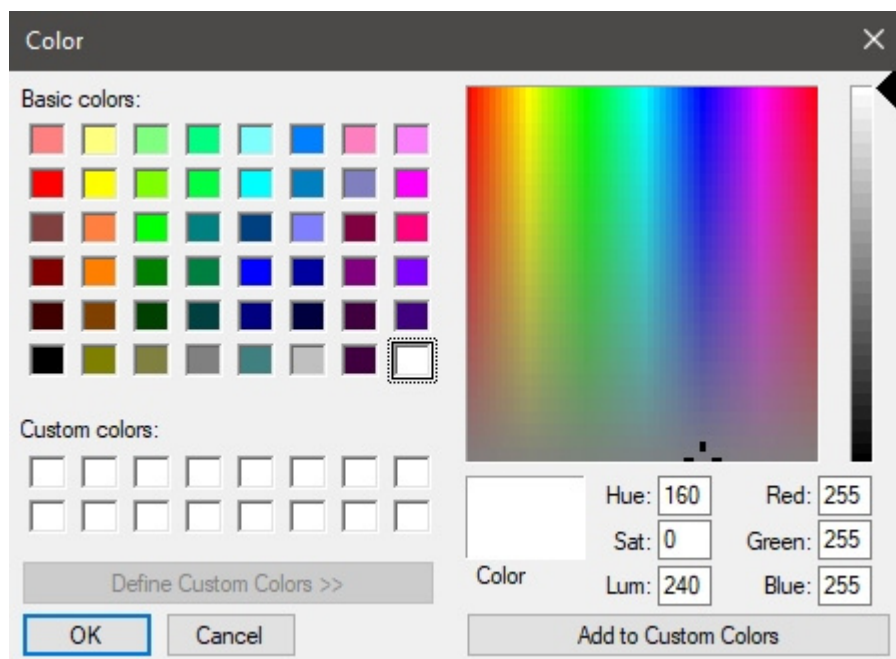 Color
Basic colors:
Custom colors:
Define Custom Colors >>
OK Cancel
Color
Hue: 160 Red: 255
Sat: 0 Green: 255
Lum: 240 Blue: 255
Add to Custom Colors